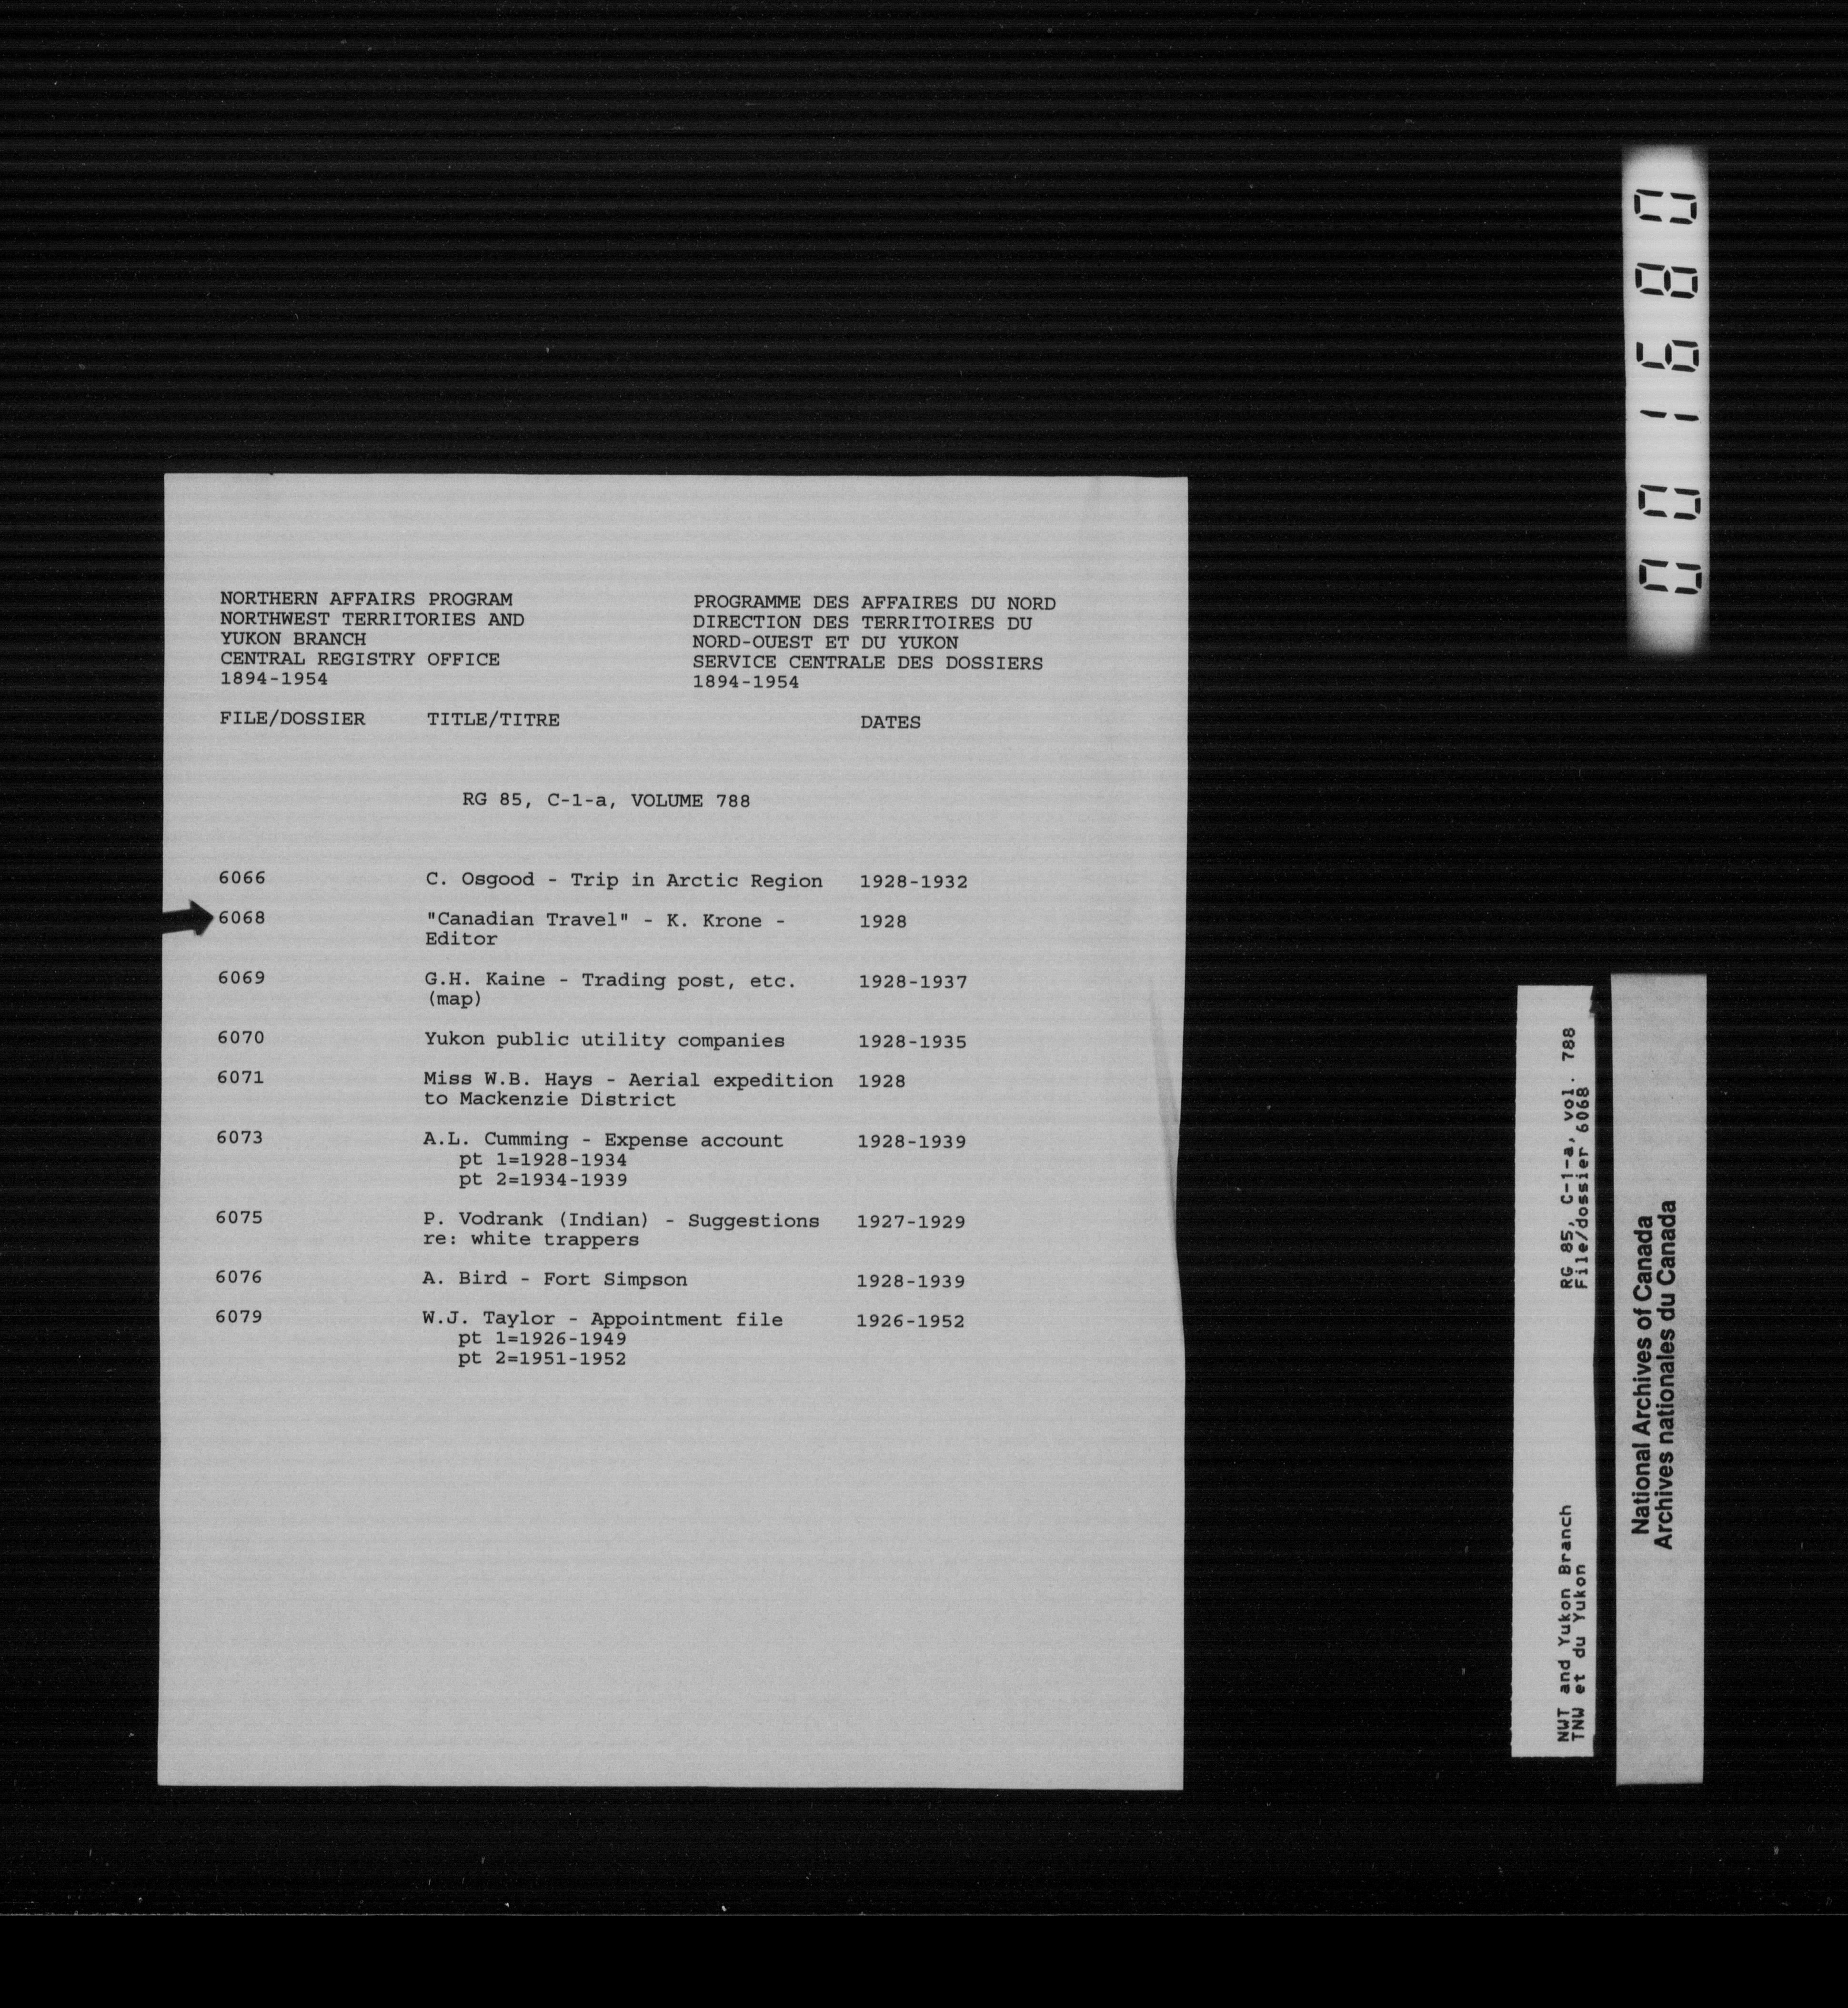 NORTHERN AFFAIRS PROGRAM
NORTHWEST TERRITORIES AND
YUKON BRANCH
CENTRAL REGISTRY OFFICE
1894-1954
PROGRAMME DES AFFAIRES DU NORD
DIRECTION DES TERRITOIRES DU
NORD-OUEST ET DU YUKON
SERVICE CENTRALE DES DOSSIERS
1894-1954
FILE/DOSSIER TITLE/TITRE DATES
RG 85, C-1-a, VOLUME 788
6066 C. Osgood - Trip in Arctic Region 1928-1932
6068 "Canadian Travel" - K. Krone - 1928
Editor
6069 G.H. Kaine - Trading post, etc. 1928-1937
(map)
6070 Yukon public utility companies 1928-1935
6071 Miss W.B. Hays - Aerial expedition 1928
to Mackenzie District
6073 A.L. Cumming - Expense account 1928-1939
pt 1=1928-1934
pt 2=1934-1939
6075 P. Vodrank (Indian) - Suggestions 1927-1929
re: white trappers
6076 A. Bird - Fort Simpson 1928-1939
6079 W.J. Taylor - Appointment file 1926-1952
pt 1=1926-1949
pt 2=1951-1952
001680
NWT and Yukon Branch RG 85, C-1-a, vol. 788
TNW et du Yukon File/dossier 6068
National Archives of Canada
Archives nationales du Canada